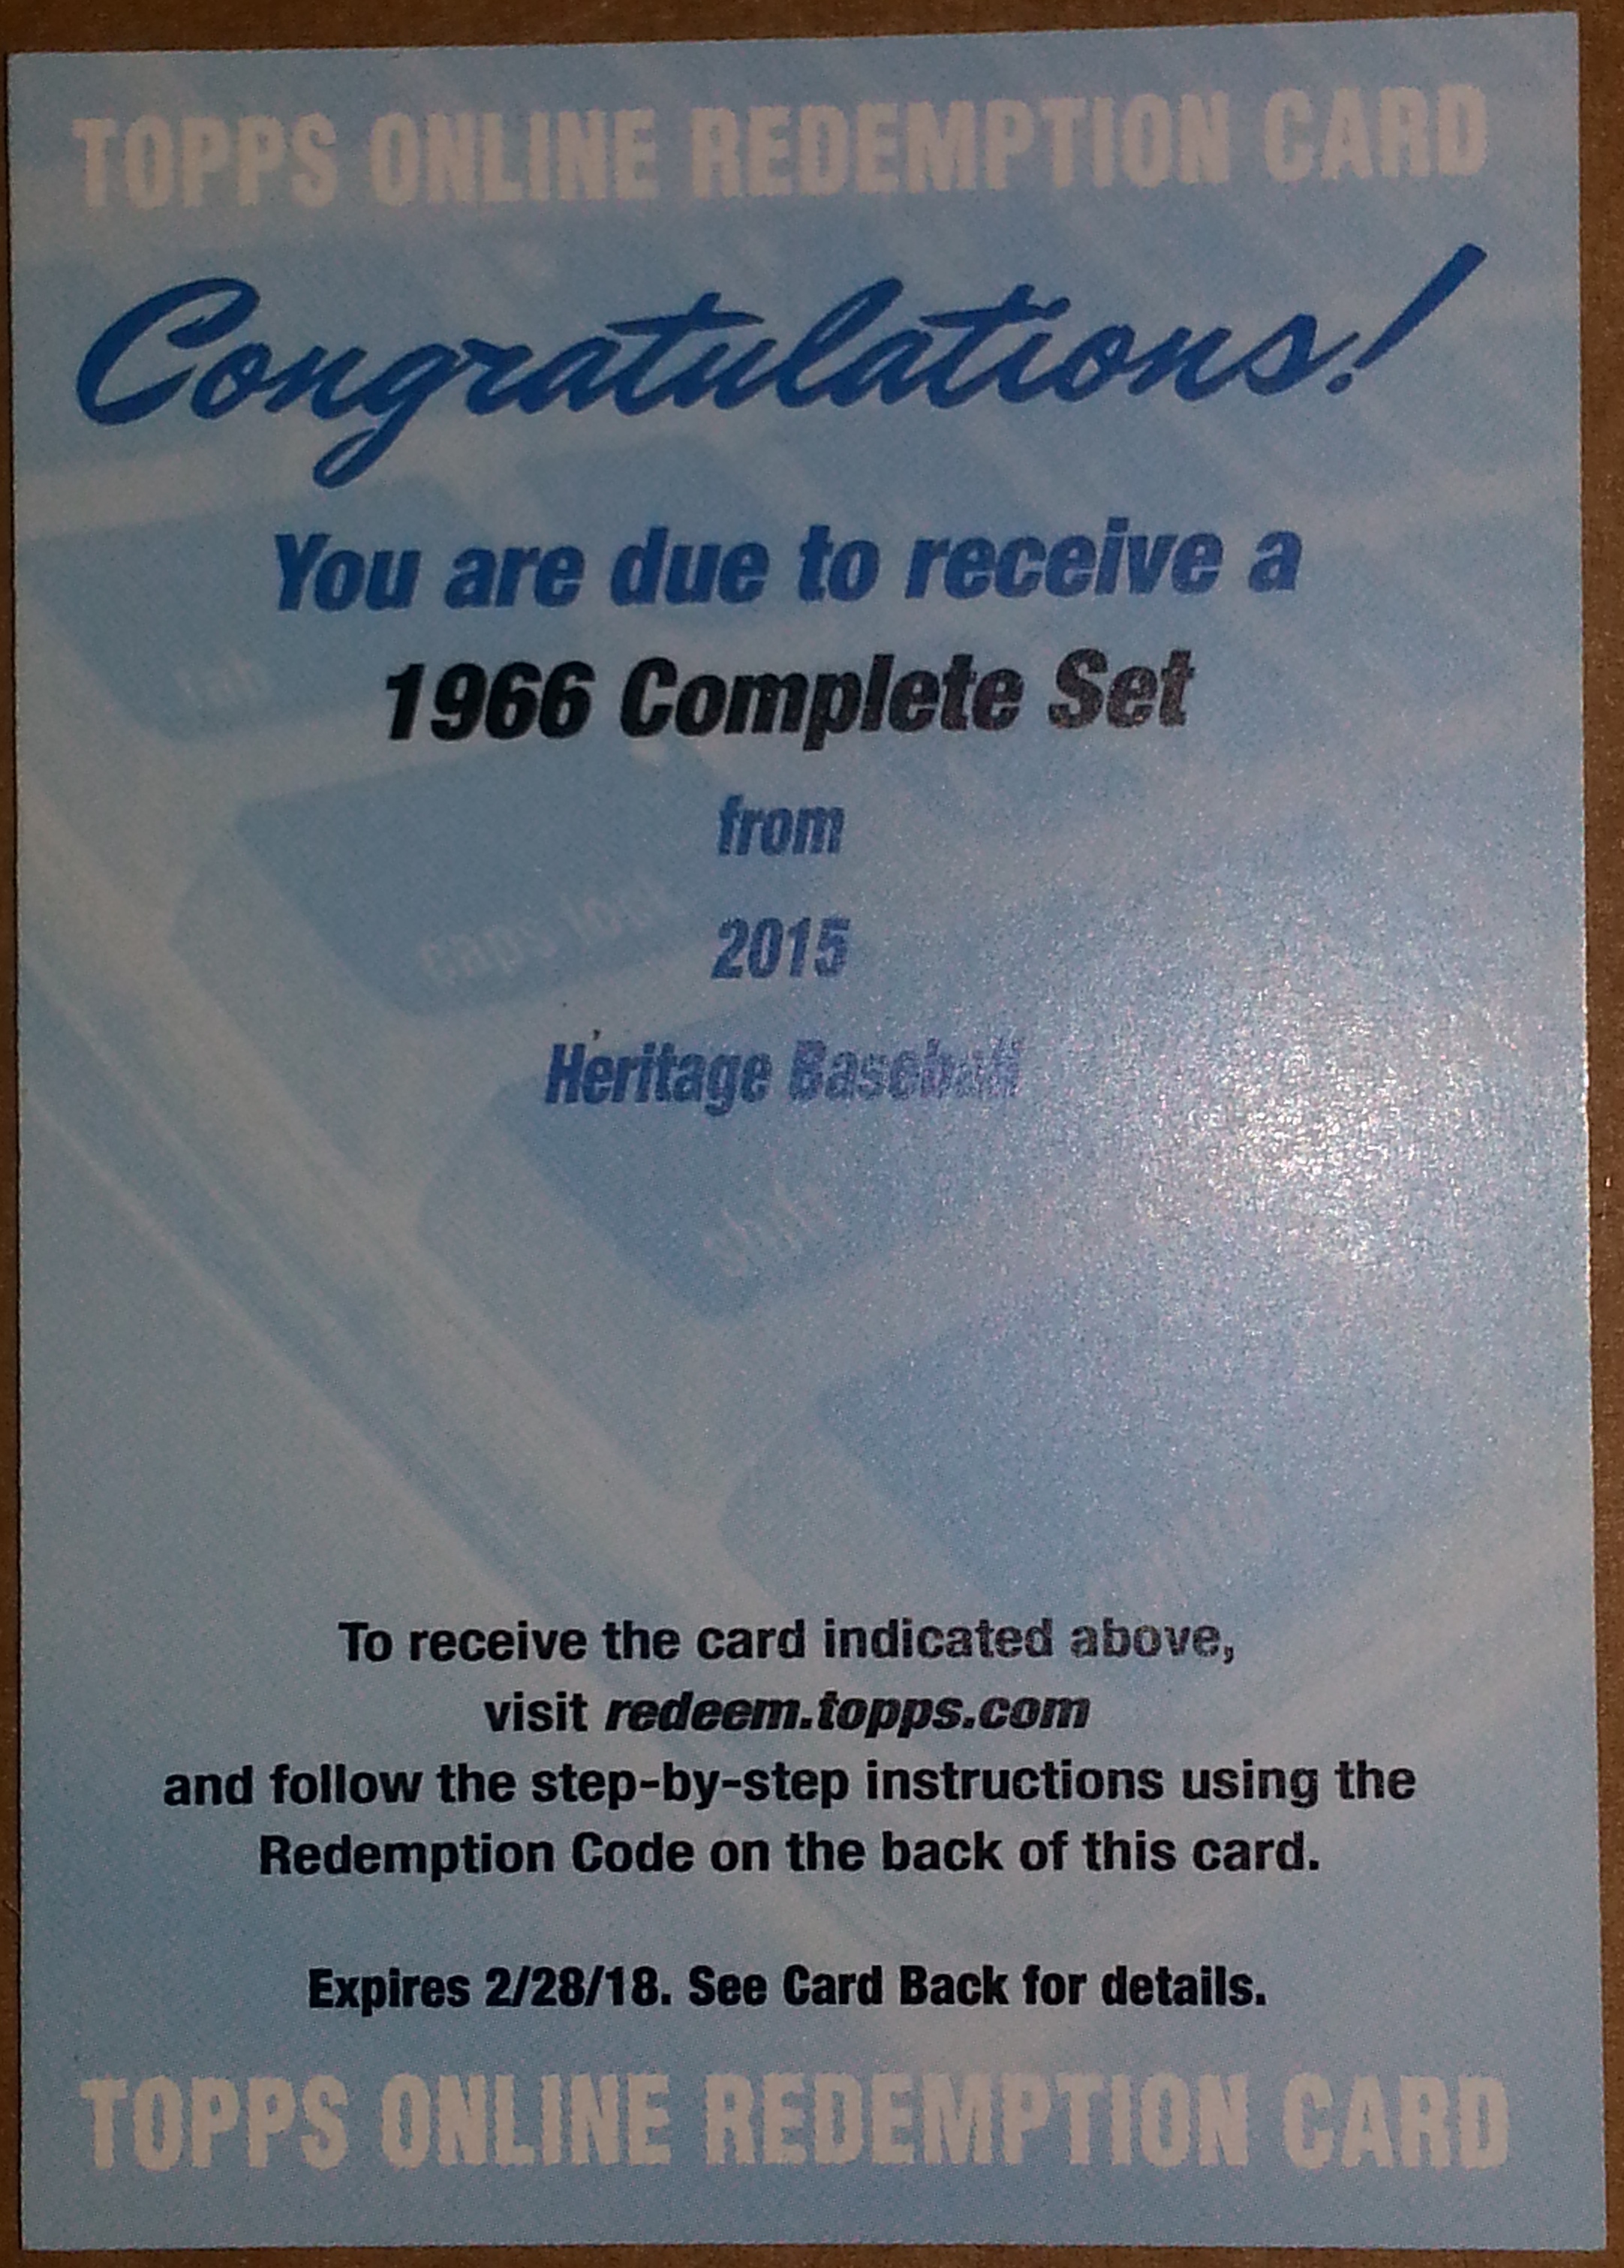 TOPPS ONLINE REDEMPTION CARD
Congratulations!
You are due to receive a
1966 Complete Set
from
2015
Heritage Baseball
caps lock
shift
To receive the card indicated above,
visit redeem.topps.com
and follow the step-by-step instructions using the
Redemption Code on the back of this card.
Expires 2/28/18. See Card Back for details.
TOPPS ONLINE REDEMPTION CARD